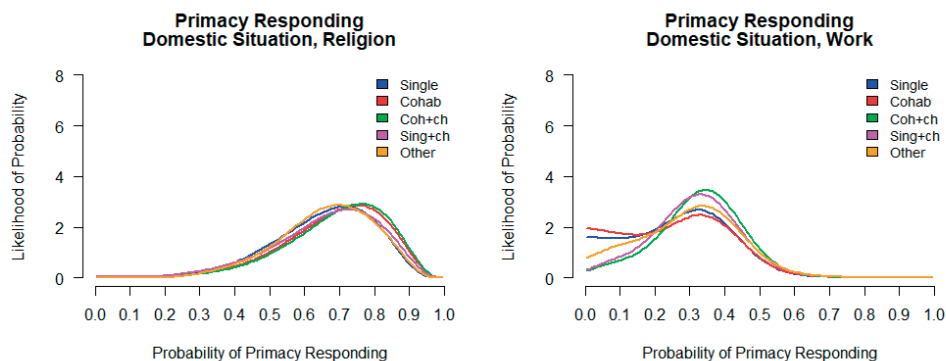 Primacy Responding
Domestic Situation, Religion
Likelihood of Probability
8
6
4
2
0
Single
Cohab
Coh+ch
Sing+ch
Other
0.0 0.1 0.2 0.3 0.4 0.5 0.6 0.7 0.8 0.9 1.0
Probability of Primacy Responding
Primacy Responding
Domestic Situation, Work
Likelihood of Probability
8
6
4
2
0
Single
Cohab
Coh+ch
Sing+ch
Other
0.0 0.1 0.2 0.3 0.4 0.5 0.6 0.7 0.8 0.9 1.0
Probability of Primacy Responding